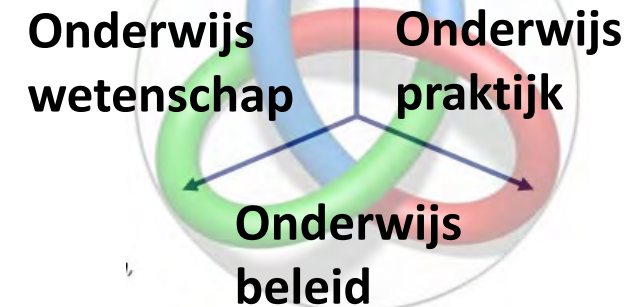 Onderwijs
wetenschap
Onderwijs
praktijk
Onderwijs
beleid